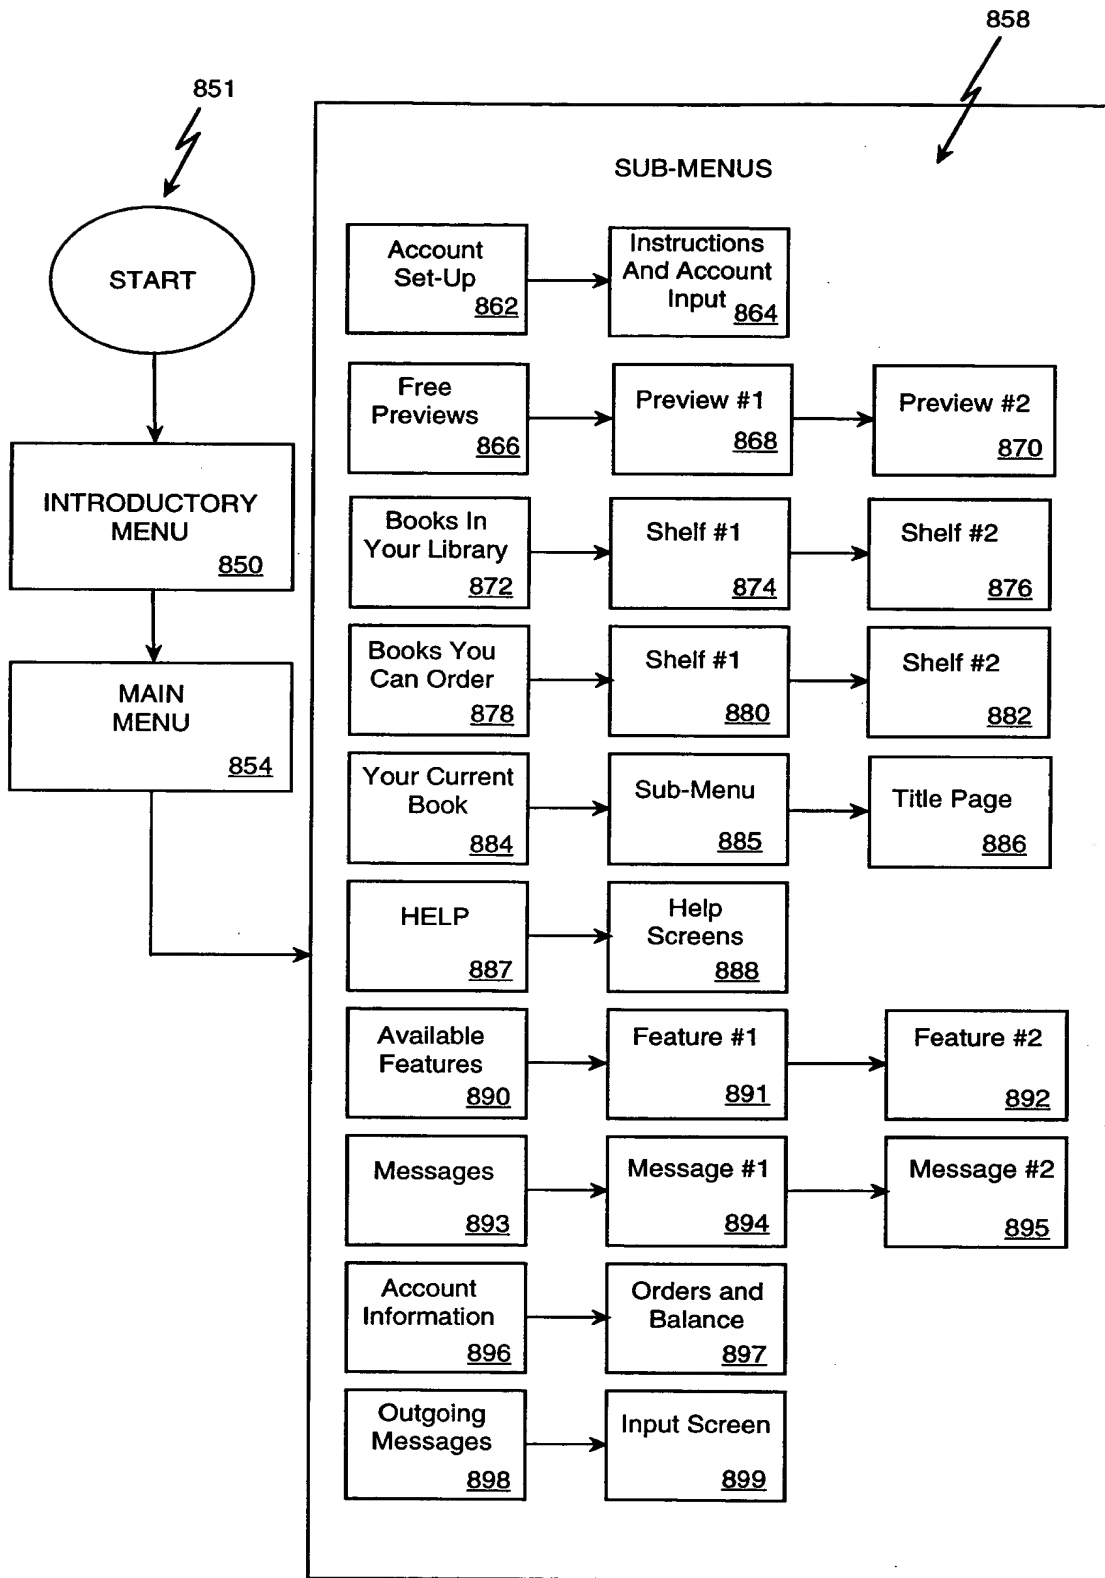 858
851
SUB-MENUS
START
INTRODUCTORY
MENU
850
MAIN
MENU
854
Account
Set-Up
862
Instructions
And Account
Input
864
Free
Previews
866
Preview #1
868
Preview #2
870
Books In
Your Library
872
Shelf #1
874
Shelf #2
876
Books You
Can Order
878
Shelf #1
880
Shelf #2
882
Your Current
Book
884
Sub-Menu
885
Title Page
886
HELP
887
Help
Screens
888
Available
Features
890
Feature #1
891
Feature #2
892
Messages
893
Message #1
894
Message #2
895
Account
Information
896
Orders and
Balance
897
Outgoing
Messages
898
Input Screen
899